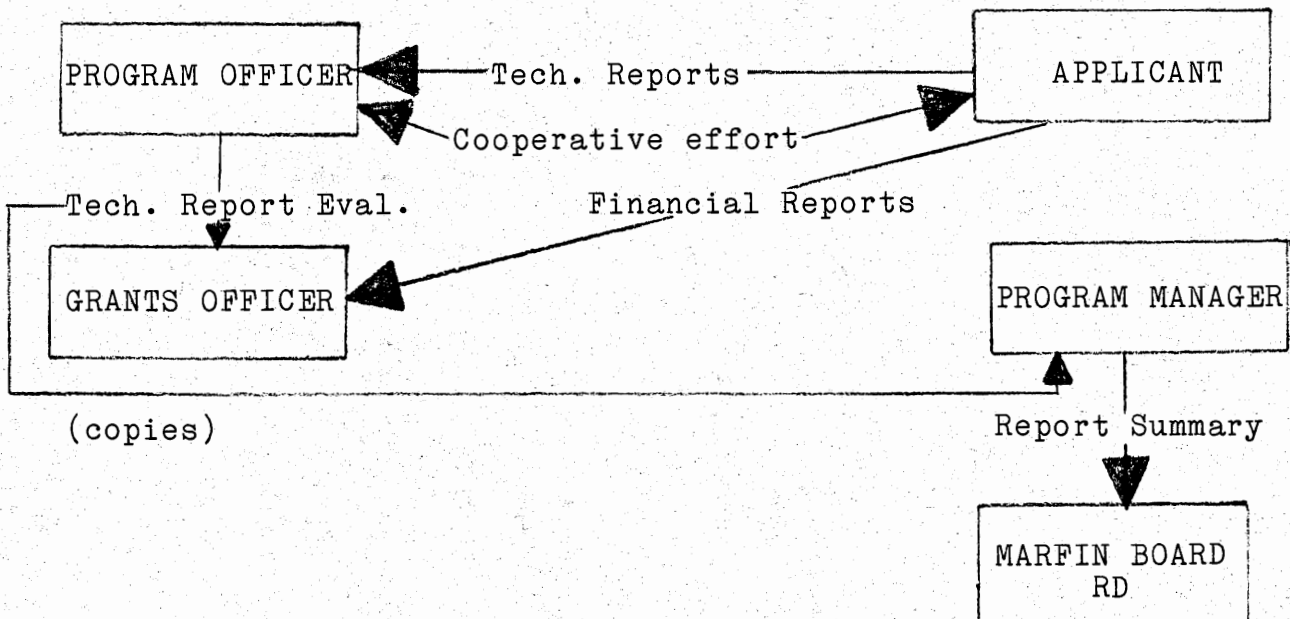 PROGRAM OFFICER
Tech. Reports
APPLICANT
Cooperative effort
Tech. Report Eval.
Financial Reports
GRANTS OFFICER
PROGRAM MANAGER
(copies)
Report Summary
MARFIN BOARD
RD